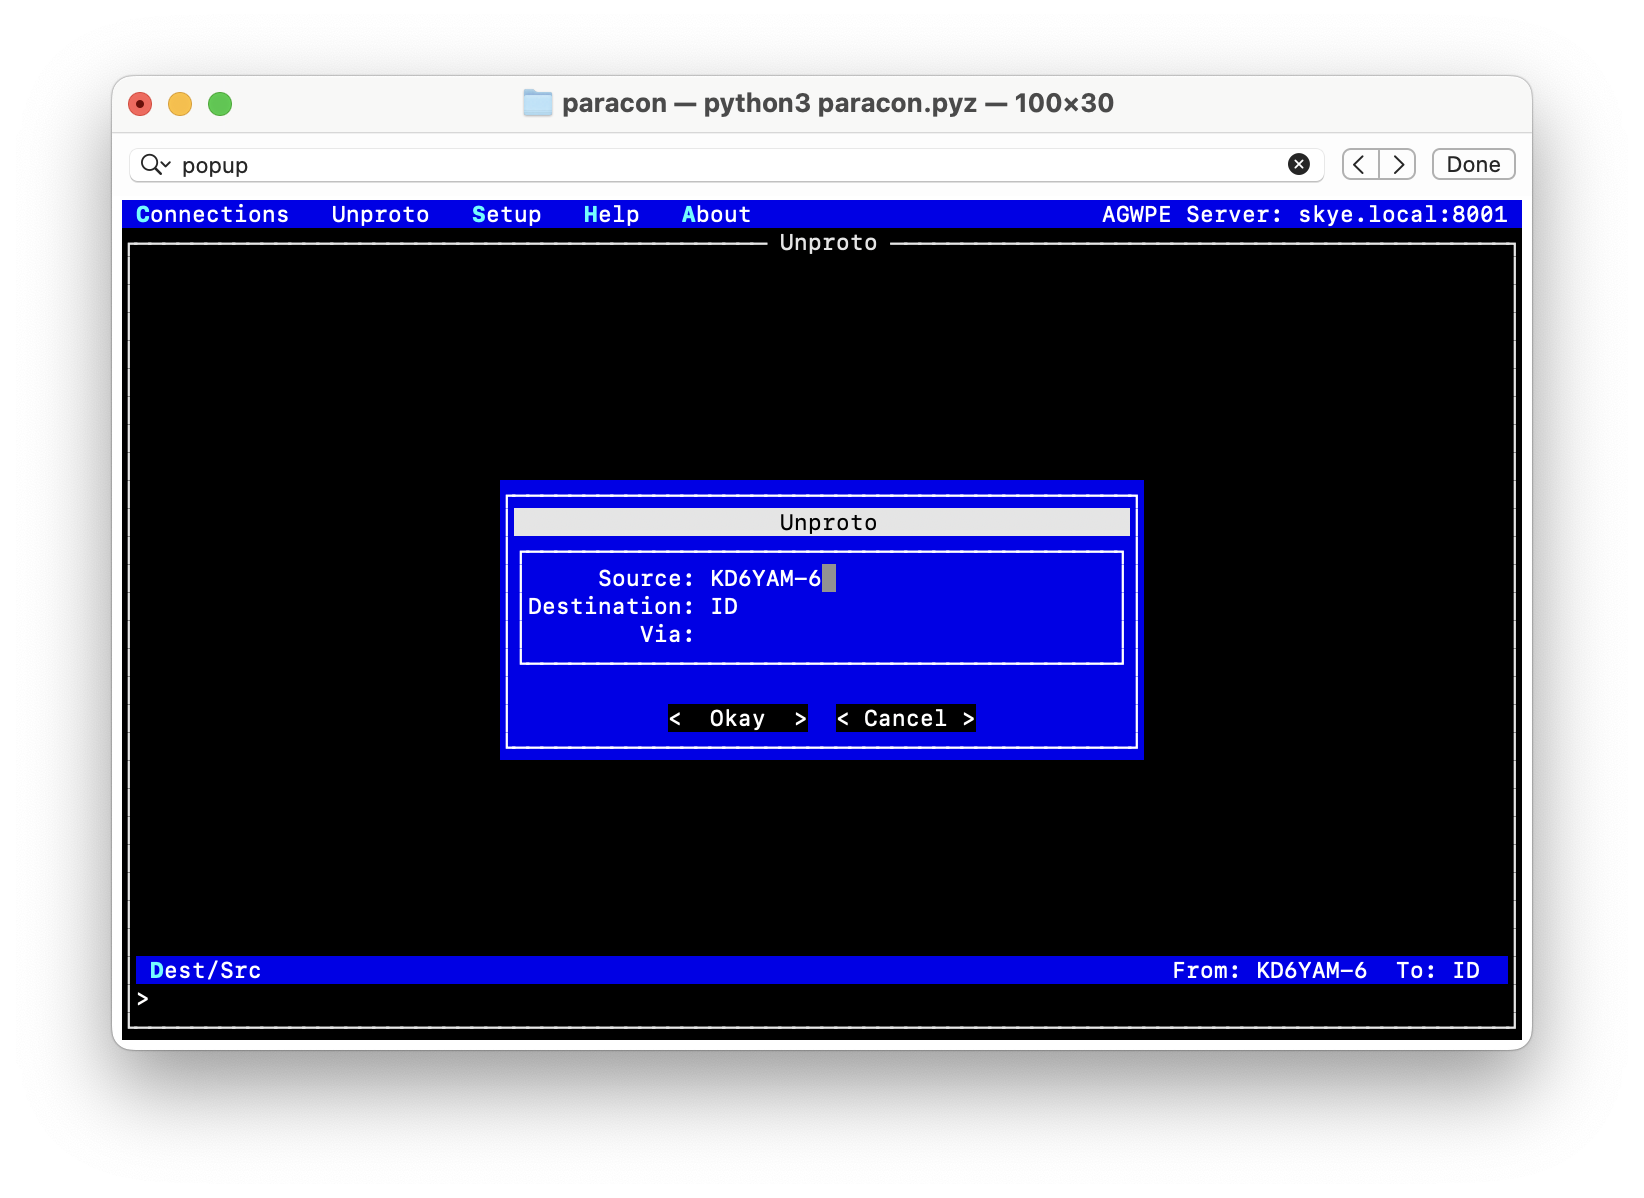 paracon — python3 paracon.pyz — 100×30
popup
Done
Connections Unproto Setup Help About AGWPE Server: skye.local:8001
Unproto
Unproto
Source: KD6YAM-6
Destination: ID
Via:
< Okay > < Cancel >
Dest/Src From: KD6YAM-6 To: ID
>